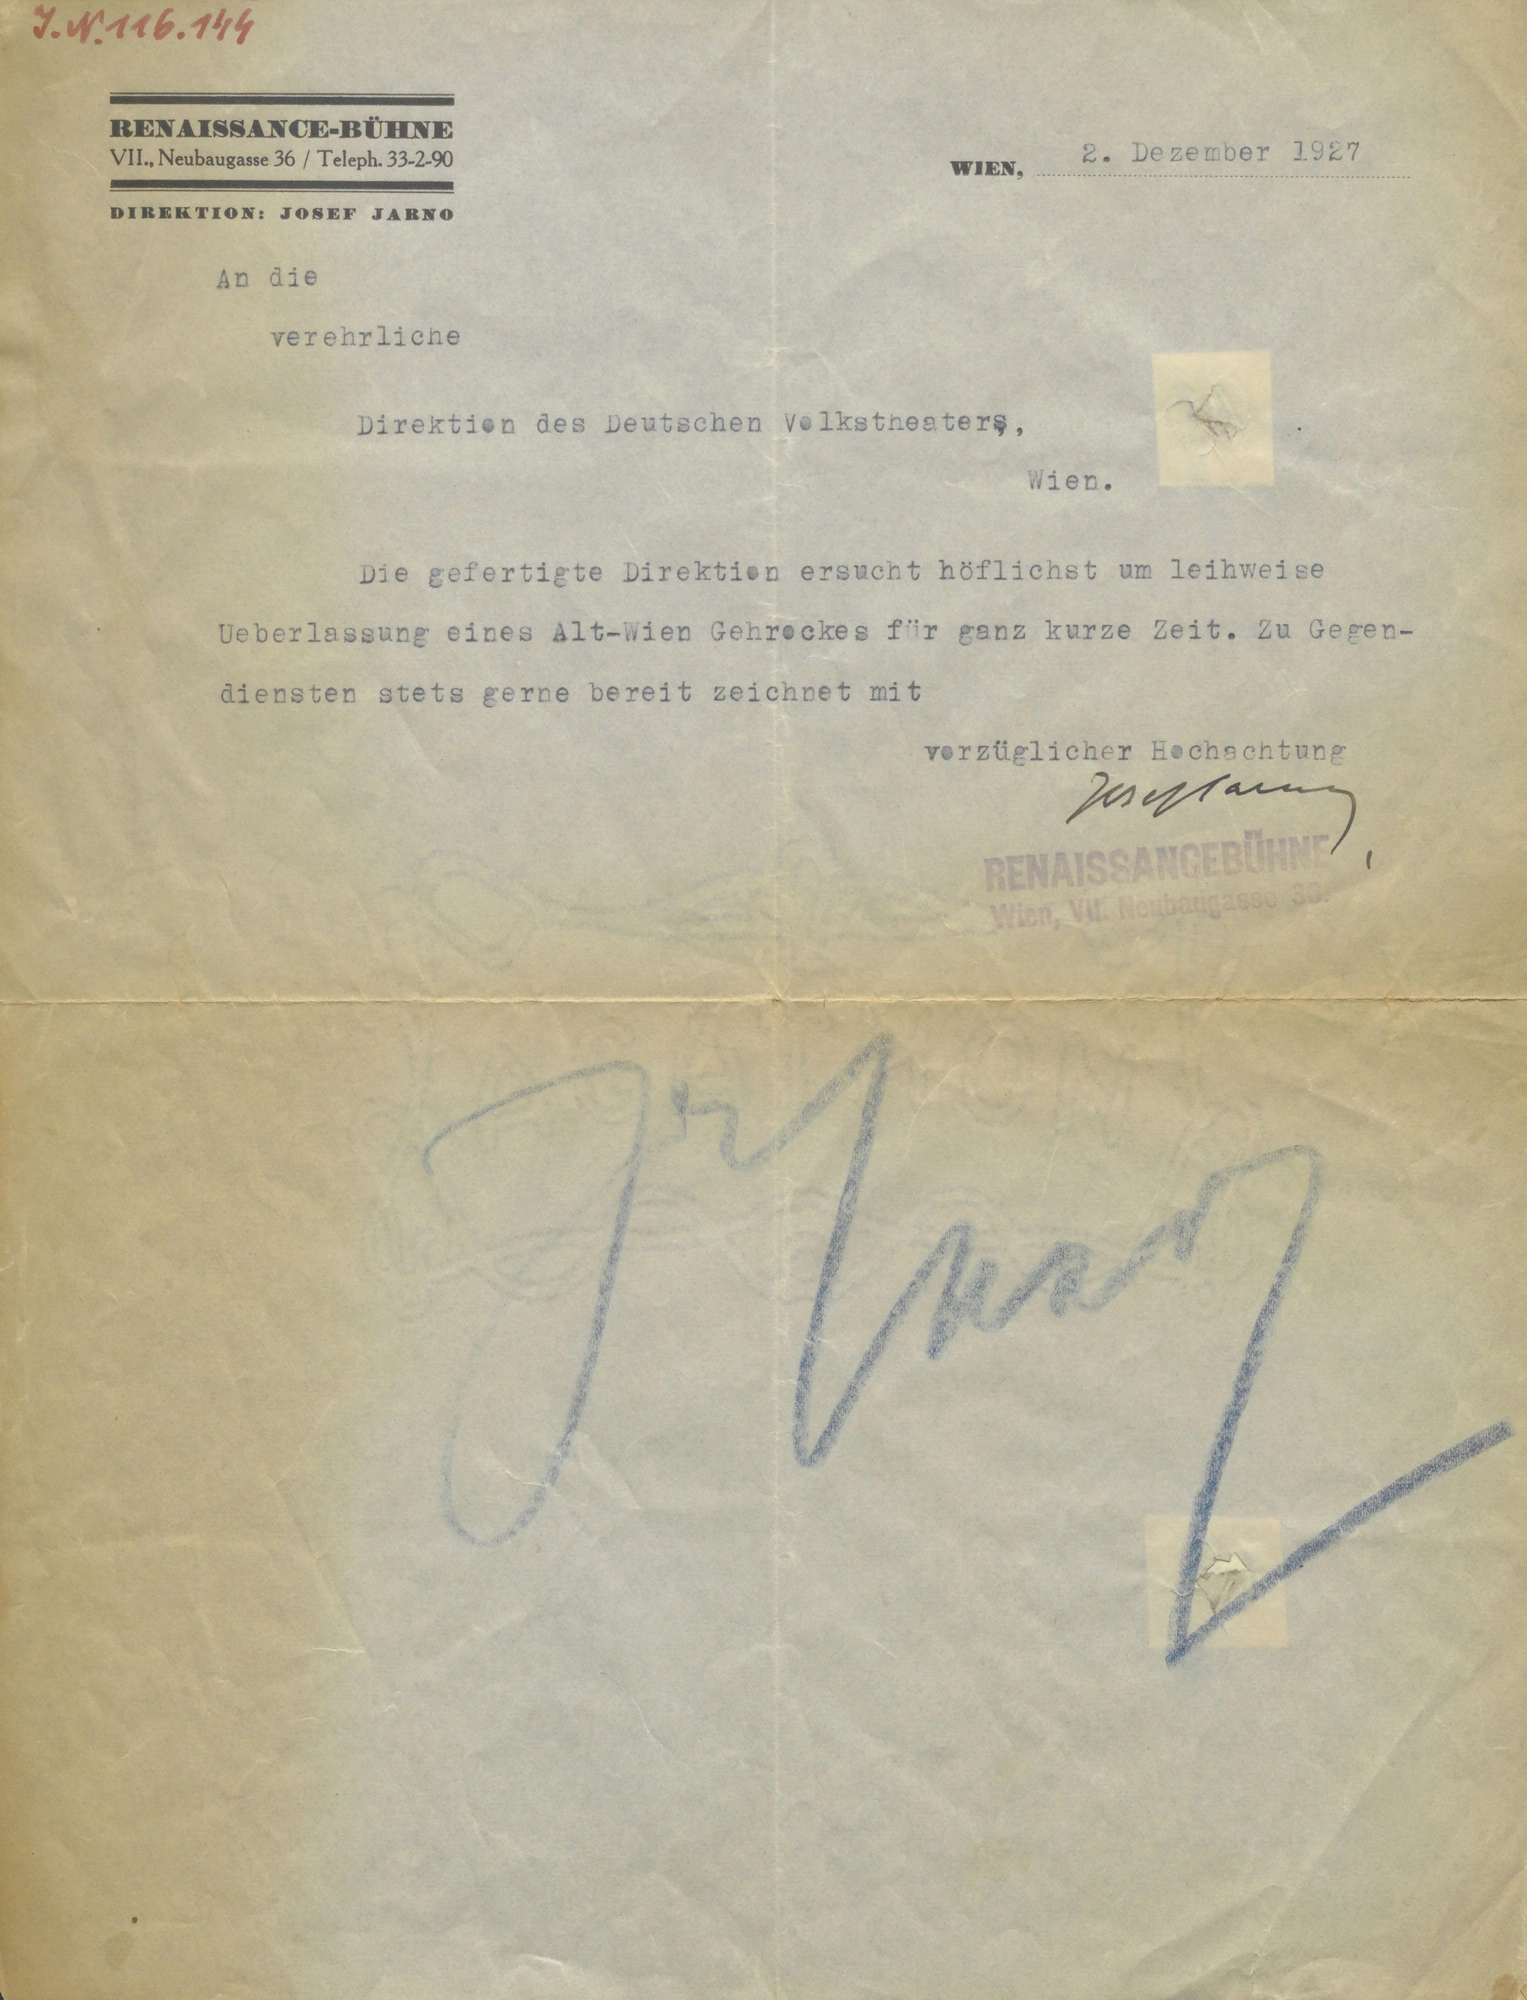 J.N. 116.144
RENAISSANCE-BÜHNE
VII., Neubaugasse 36 / Teleph. 33-2-90
DIREKTION: JOSEF JARNO
WIEN, 2. Dezember 1927
An die
verehrliche
Direktion des Deutschen Volkstheaters,
Wien.
Die gefertigte Direktion ersucht höflichst um leihweise
Ueberlassung eines Alt-Wien Gehrockes für ganz kurze Zeit. Zu Gegen-
diensten stets gerne bereit zeichnet mit
vorzüglicher Hochachtung
Josef Jarno
RENAISSANCEBÜHNE
Wien, VII. Neubaugasse 36.